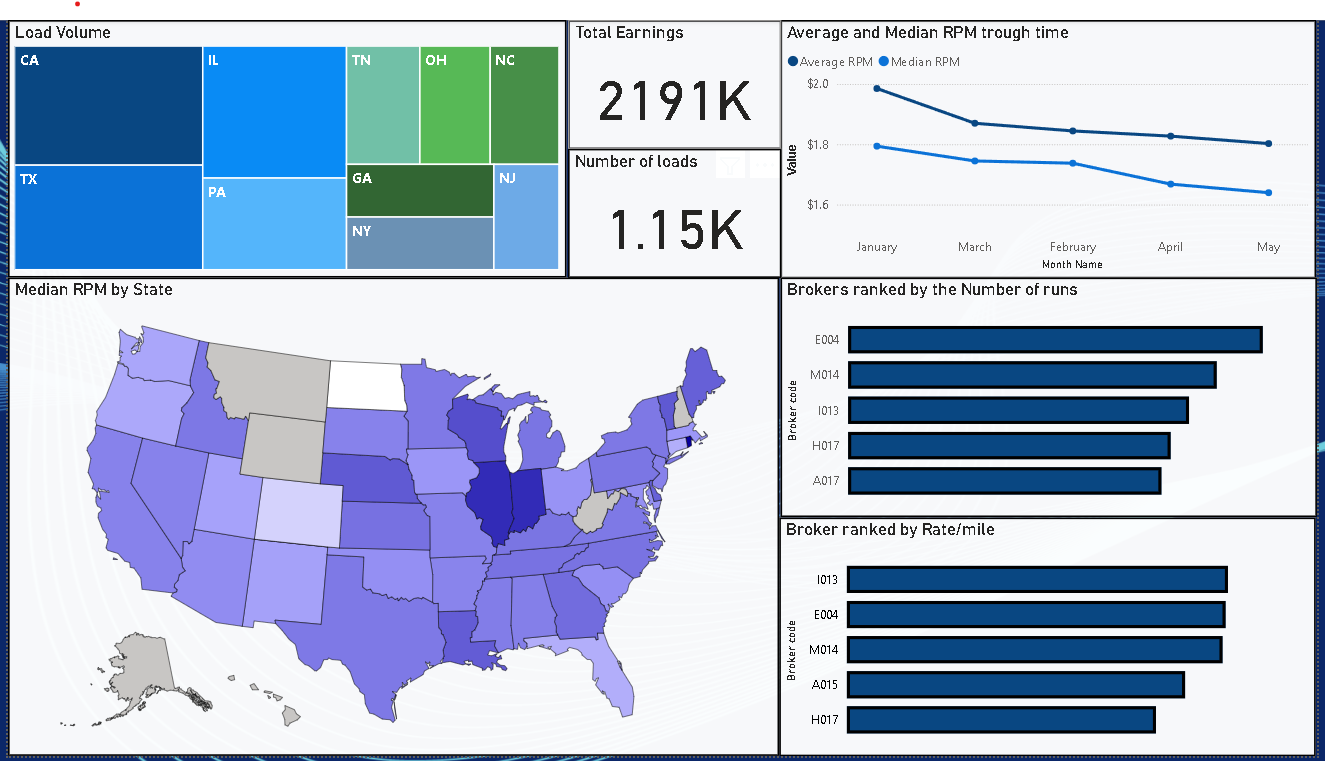 Load Volume
CA
IL
TN
OH
NC
TX
PA
GA
NJ
NY
Total Earnings
2191K
Number of loads
1.15K
Average and Median RPM trough time
Average RPM
Median RPM
$2.0
$1.8
$1.6
Value
January
March
February
April
May
Month Name
Median RPM by State
Brokers ranked by the Number of runs
Broker code
E004
M014
I013
H017
A017
Broker ranked by Rate/mile
Broker code
I013
E004
M014
A015
H017